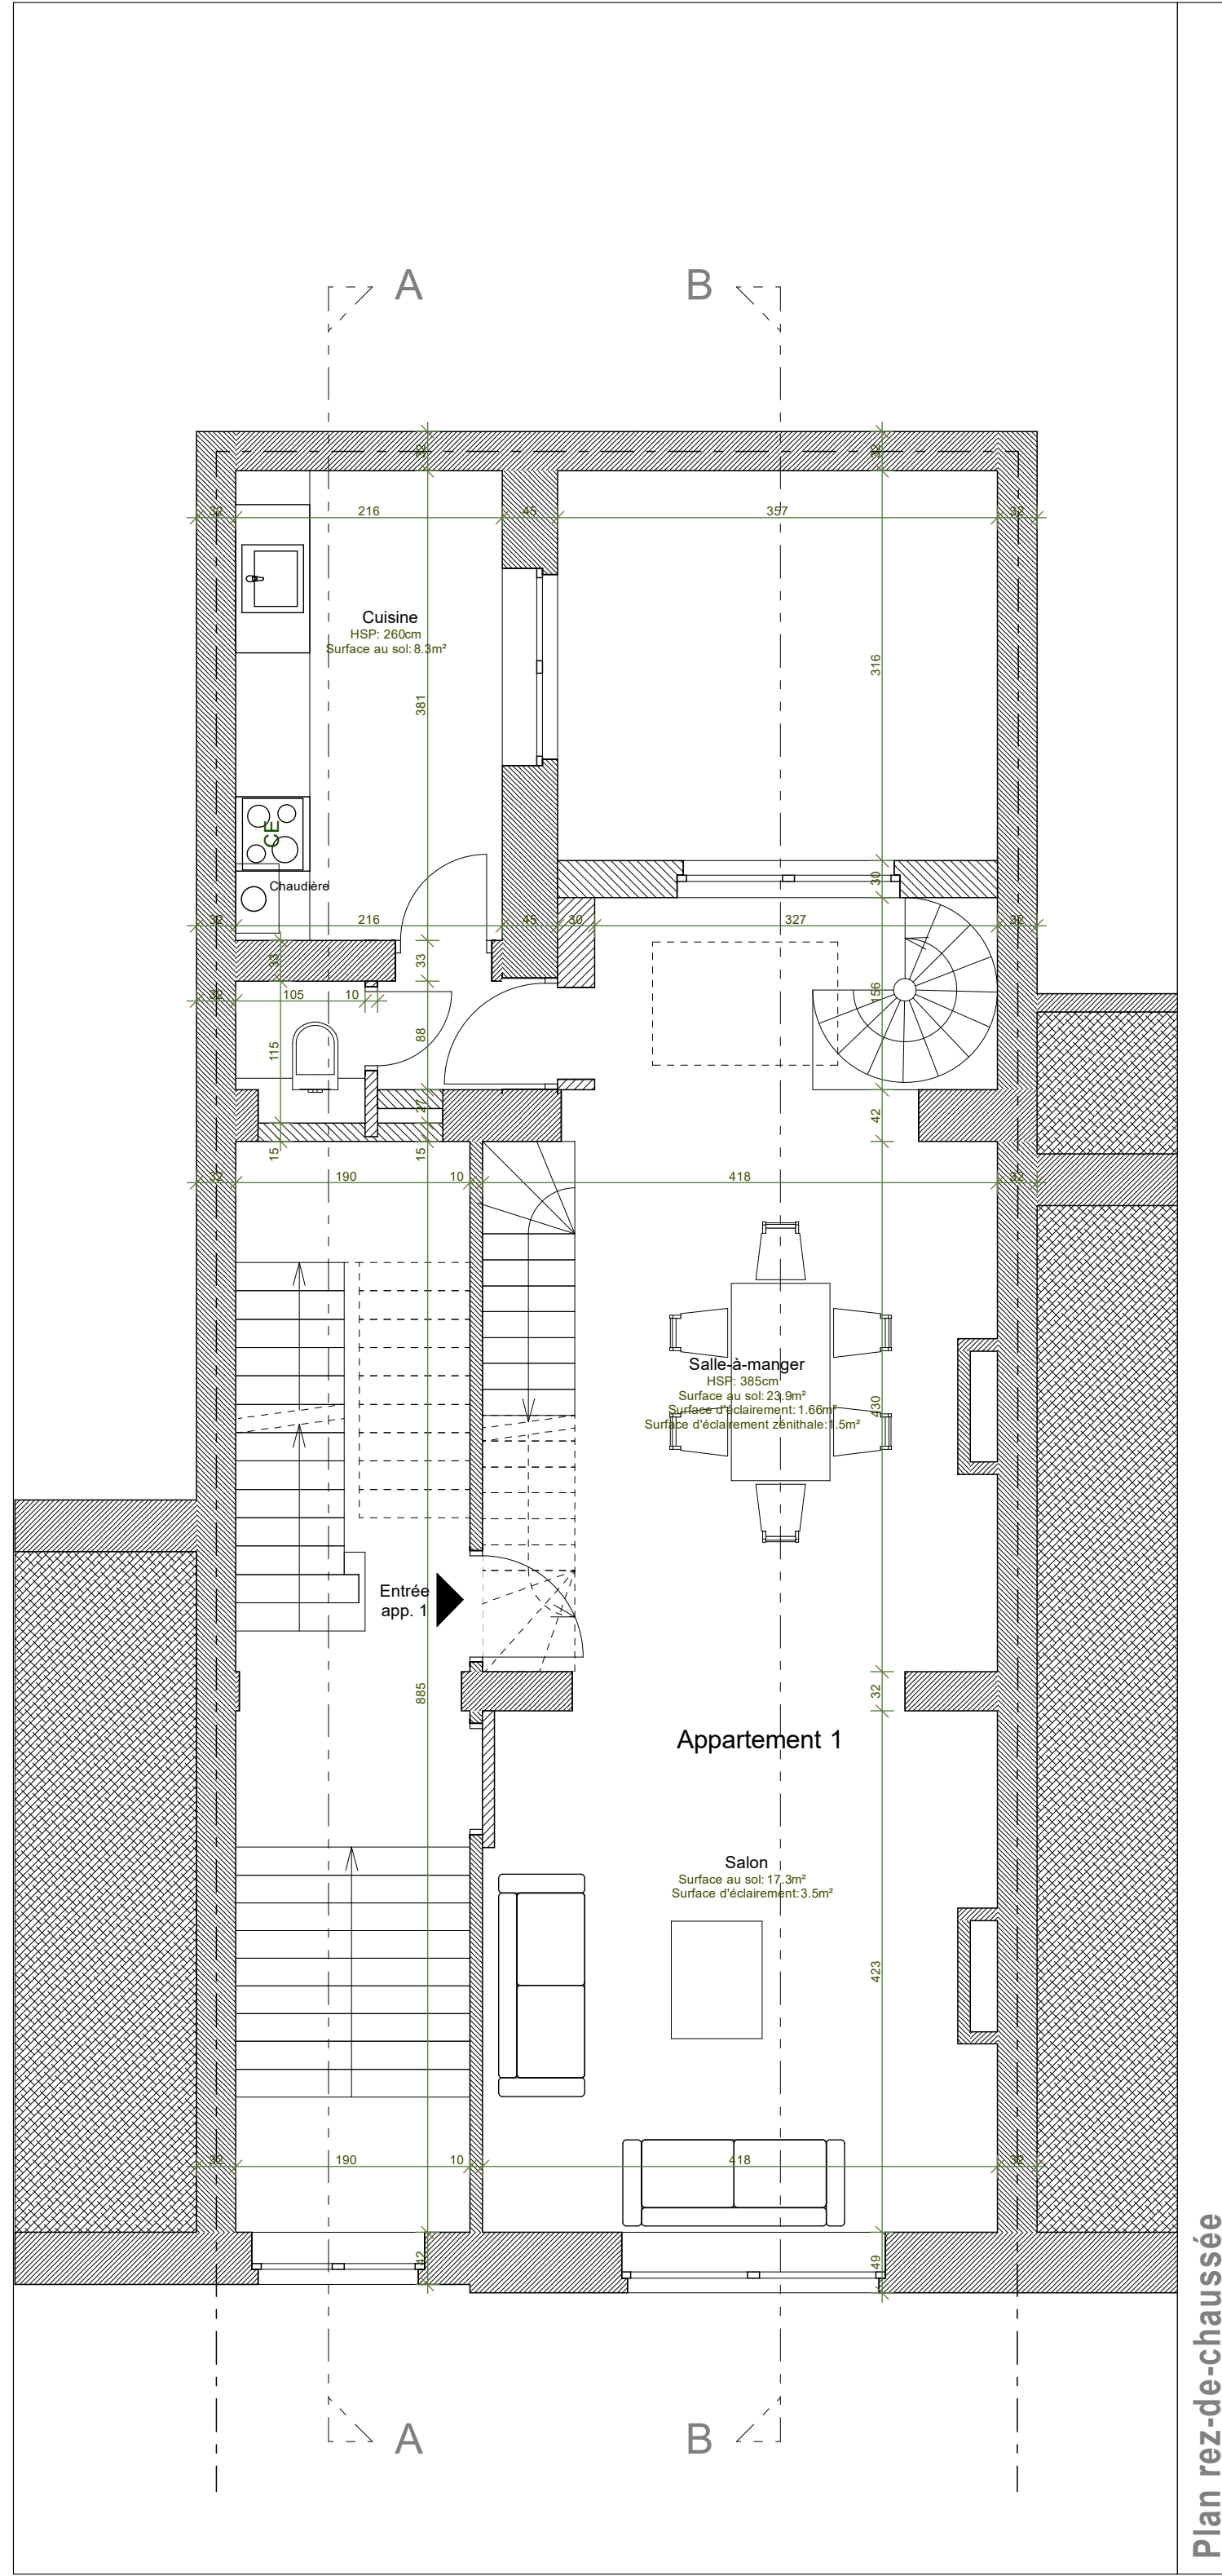 A
B
32
32
32
216
45
357
32
Cuisine
HSP: 260cm
Surface au sol: 8.3m²
316
381
CE
Chaudière
30
32
216
45
30
327
32
33
33
32
105
10
156
115
88
27
42
15
15
32
190
10
418
32
Salle-à-manger
HSP: 385cm
Surface au sol: 23.9m²
Surface d'éclairement: 1.66m²
Surface d'éclairement zénithale: 1.5m²
430
Entrée
app. 1
885
32
Appartement 1
Salon
Surface au sol: 17.3m²
Surface d'éclairement: 3.5m²
423
32
190
10
418
32
42
49
A
B
Plan rez-de-chaussée